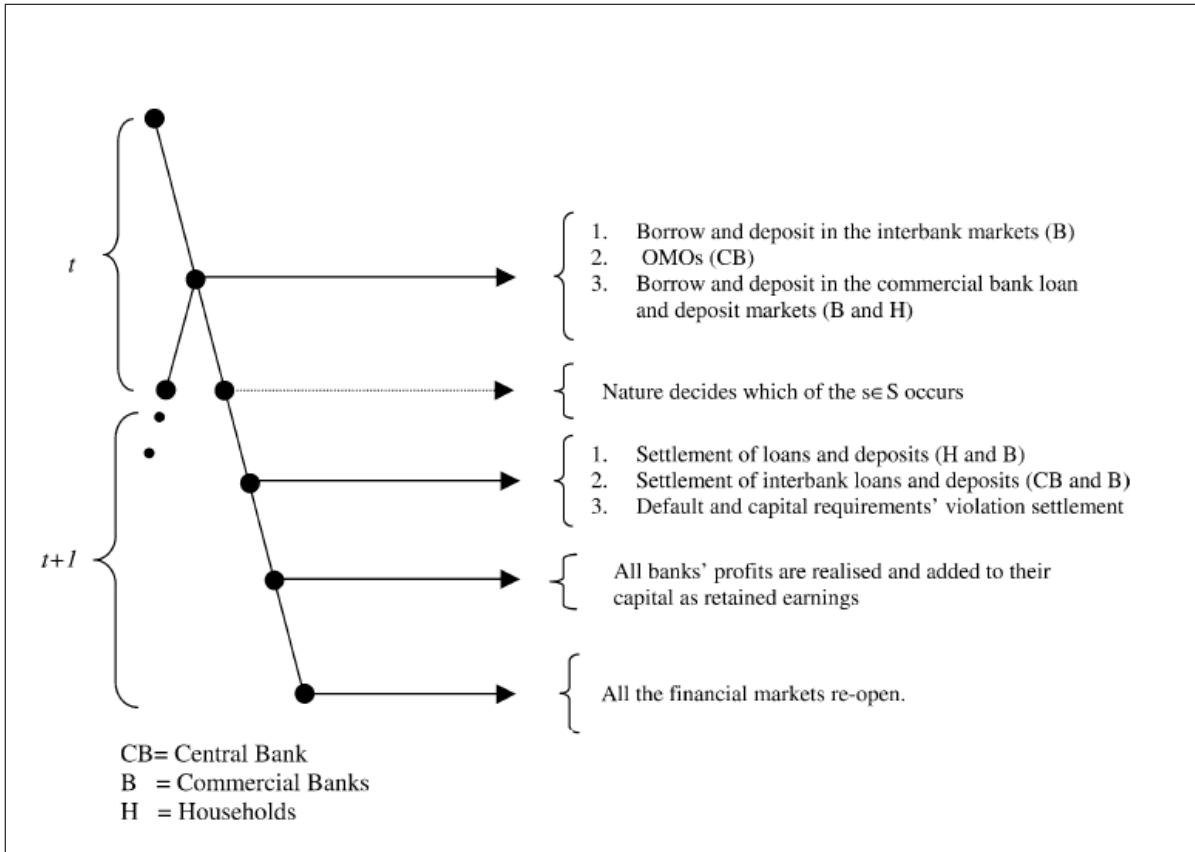 t
1. Borrow and deposit in the interbank markets (B)
2. OMOs (CB)
3. Borrow and deposit in the commercial bank loan
and deposit markets (B and H)
Nature decides which of the s∈S occurs
t+1
1. Settlement of loans and deposits (H and B)
2. Settlement of interbank loans and deposits (CB and B)
3. Default and capital requirements’ violation settlement
All banks’ profits are realised and added to their
capital as retained earnings
All the financial markets re-open.
CB= Central Bank
B = Commercial Banks
H = Households